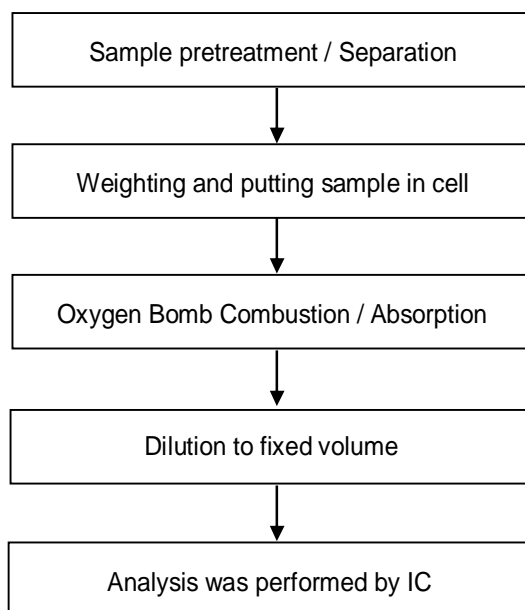 Sample pretreatment / Separation
Weighting and putting sample in cell
Oxygen Bomb Combustion / Absorption
Dilution to fixed volume
Analysis was performed by IC